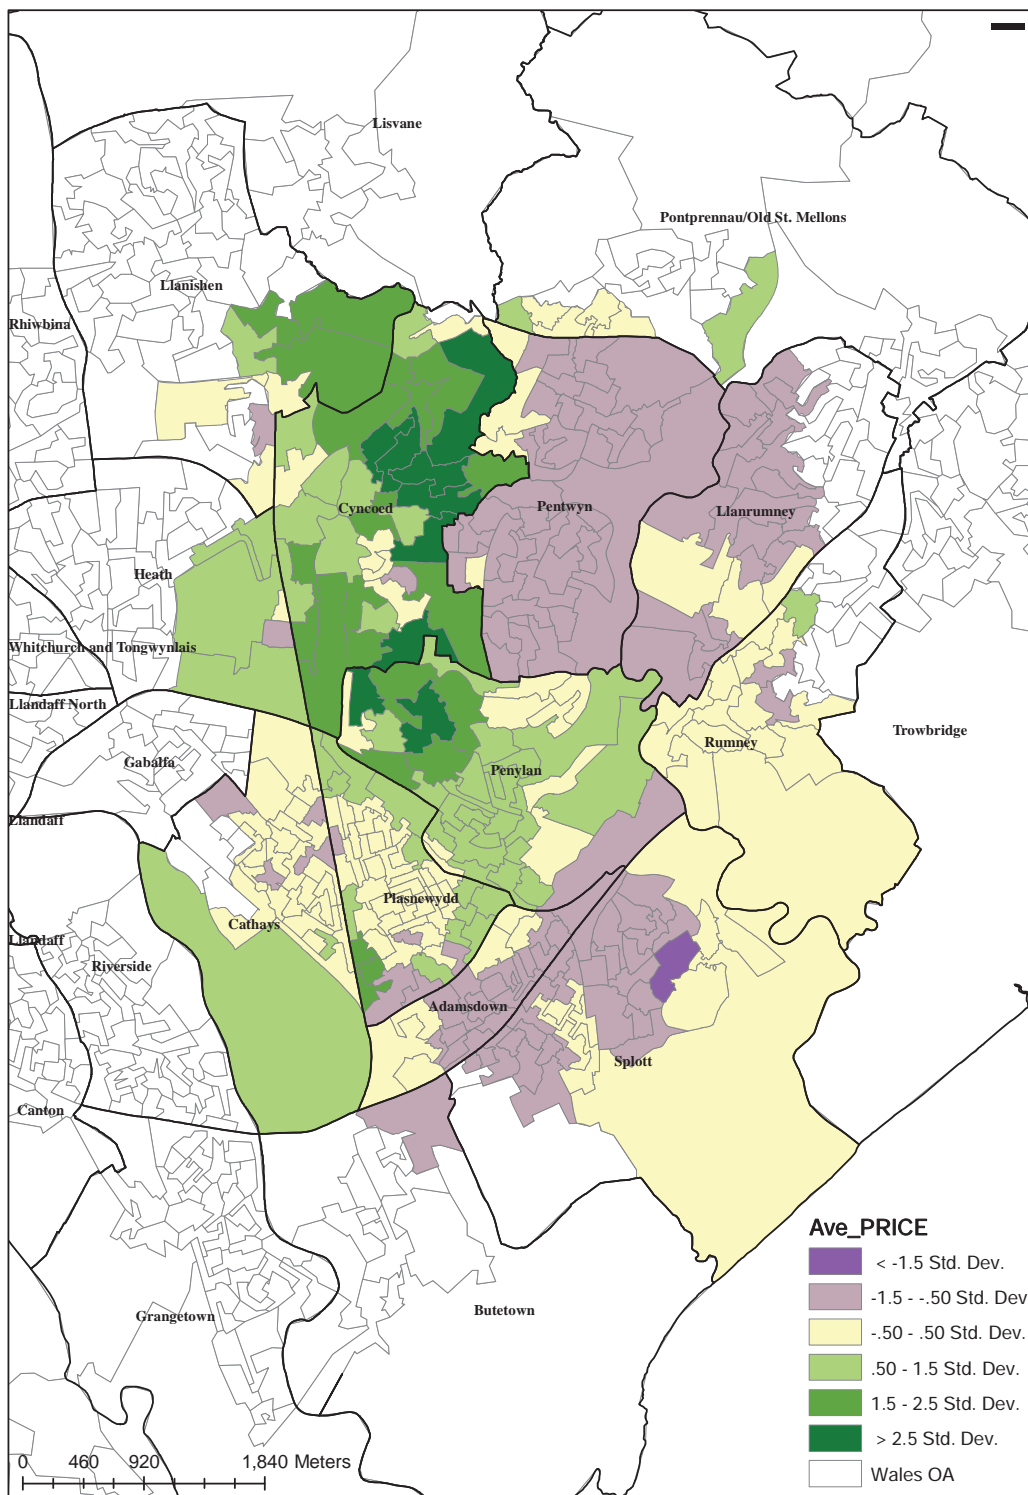 Lisvane
Pontprennau/Old St. Mellons
Llanishen
Rhiwbina
Cyncoed
Pentwyn
Llanrumney
Heath
Whitchurch and Tongwynlais
Llandaff North
Gabalfa
Penylan
Rumney
Trowbridge
Llandaff
Plasnewydd
Cathays
Llandaff
Riverside
Adamsdown
Splott
Canton
Grangetown
Butetown
Ave_PRICE
< -1.5 Std. Dev.
-1.5 - -.50 Std. Dev
-.50 - .50 Std. Dev.
.50 - 1.5 Std. Dev.
1.5 - 2.5 Std. Dev.
> 2.5 Std. Dev.
Wales OA
0 460 920 1,840 Meters